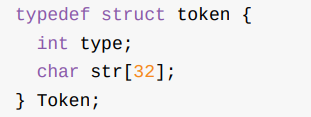 typedef struct token {
  int type;
  char str[32];
} Token;